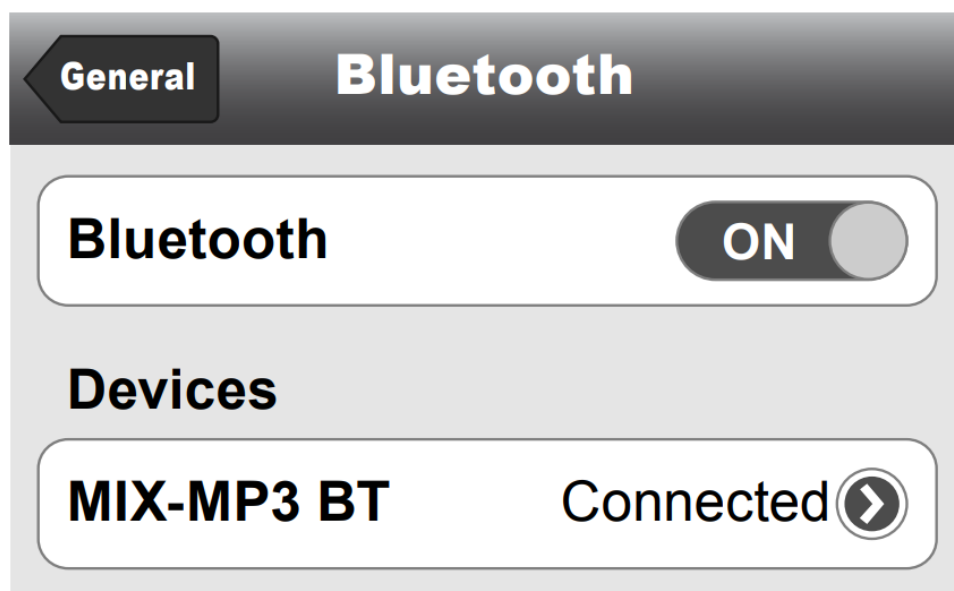 General Bluetooth
Bluetooth ON
Devices
MIX-MP3 BT Connected